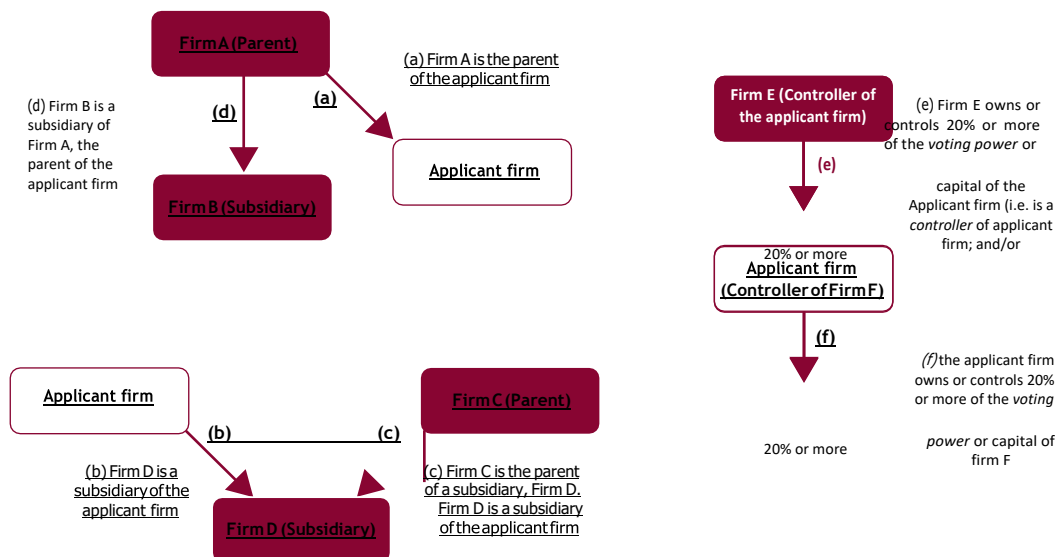 Firm A (Parent)
(a) Firm A is the parent
of the applicant firm
(a)
(d)
(d) Firm B is a
subsidiary of
Firm A, the
parent of the
applicant firm
Applicant firm
Firm B (Subsidiary)
Firm E (Controller of
the applicant firm)
(e) Firm E owns or
controls 20% or more
of the voting power or
(e)
capital of the
Applicant firm (i.e. is a
controller of applicant
firm; and/or
20% or more
Applicant firm
(Controller of Firm F)
(f)
(f) the applicant firm
owns or controls 20%
or more of the voting
power or capital of
firm F
20% or more
Applicant firm
Firm C (Parent)
(b)
(c)
(b) Firm D is a
subsidiary of the
applicant firm
(c) Firm C is the parent
of a subsidiary, Firm D.
Firm D is a subsidiary
of the applicant firm
Firm D (Subsidiary)